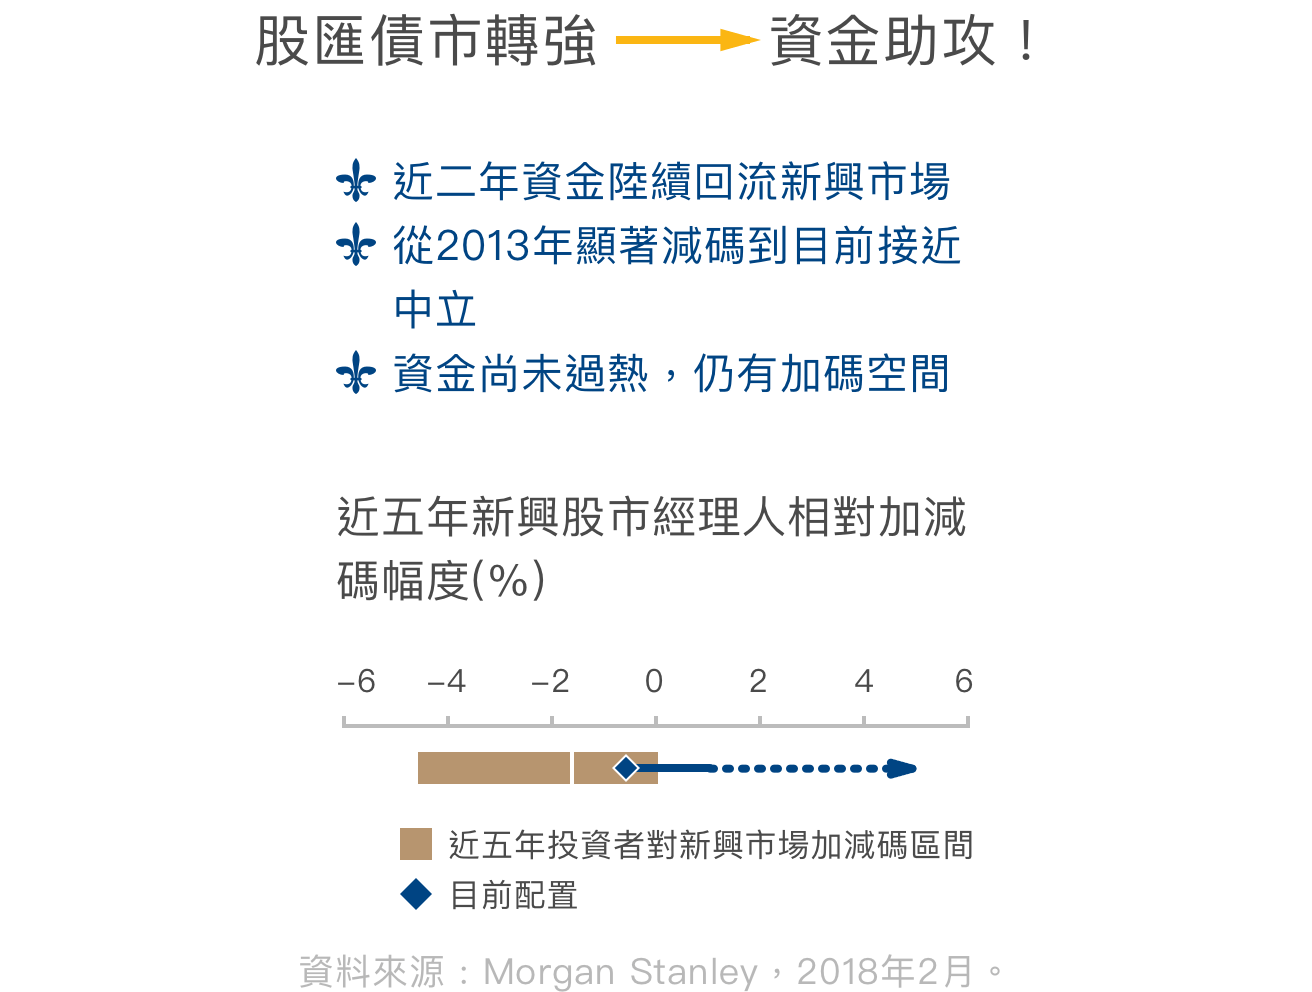 股匯債市轉強 資金助攻！
近二年資金陸續回流新興市場
從2013年顯著減碼到目前接近
中立
資金尚未過熱，仍有加碼空間
近五年新興股市經理人相對加減
碼幅度(%)
−6 −4 −2 0 2 4 6
近五年投資者對新興市場加減碼區間
目前配置
資料來源：Morgan Stanley，2018年2月。